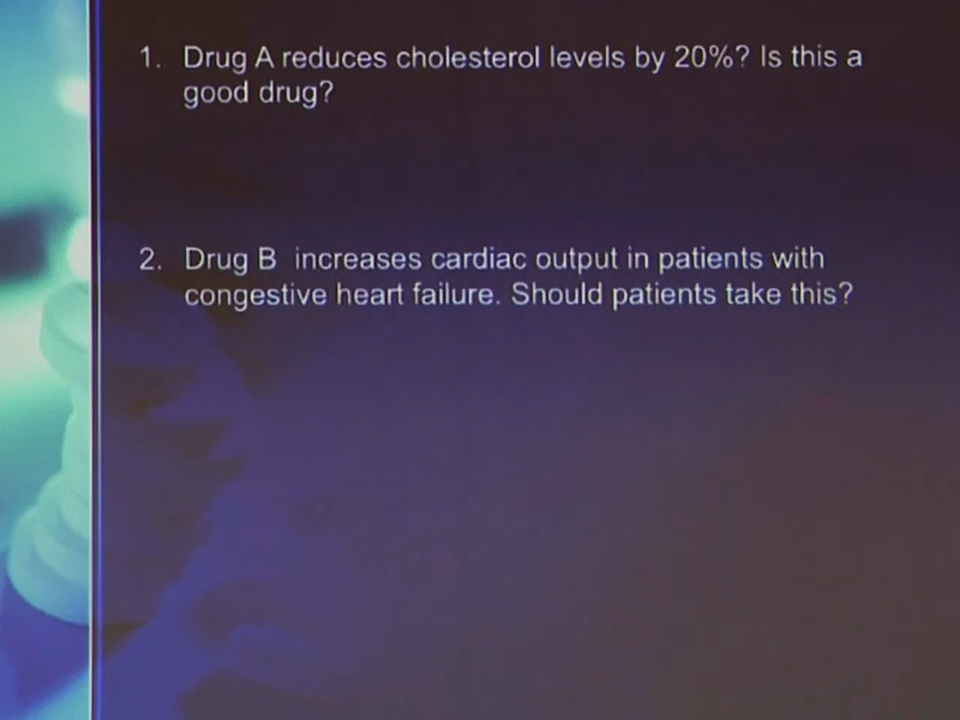 1. Drug A reduces cholesterol levels by 20%? Is this a
good drug?
2. Drug B increases cardiac output in patients with
congestive heart failure. Should patients take this?